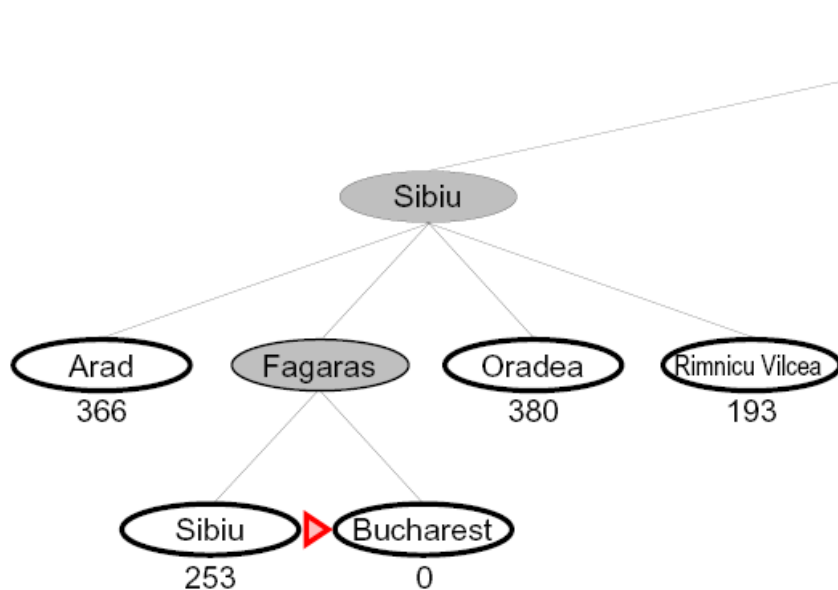 Sibiu
Arad
Fagaras
Oradea
Rimnicu Vilcea
366
380
193
Sibiu
Bucharest
253
0